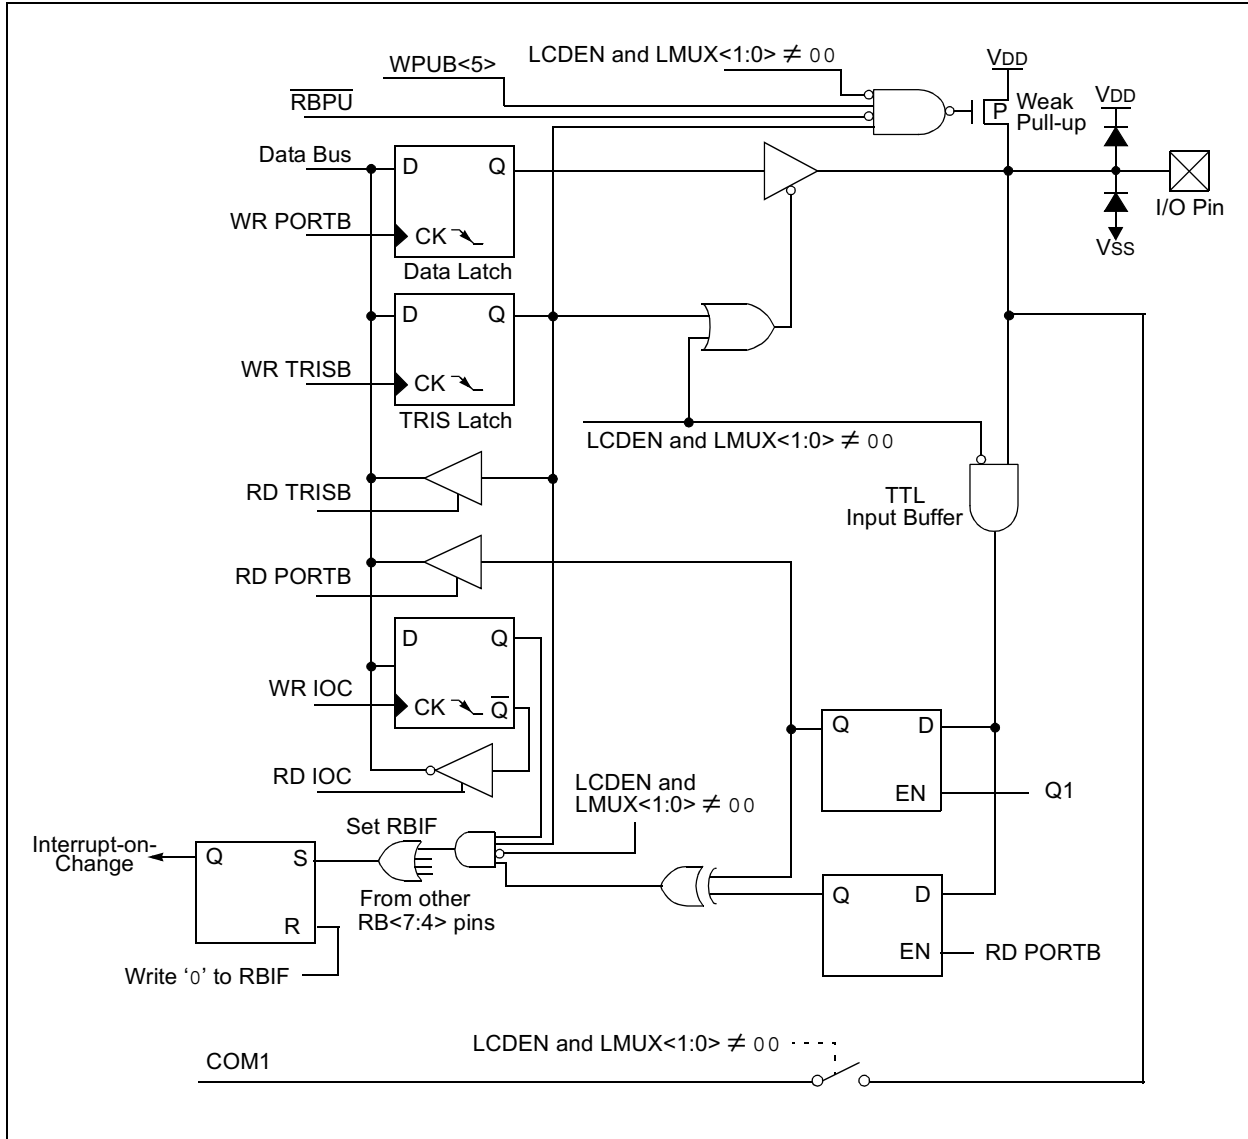 LCDEN and LMUX<1:0> ≠ 00
WPUB<5>
RBPU
VDD
P
Weak
Pull-up
VDD
Data Bus
D
Q
WR PORTB
CK
Data Latch
I/O Pin
VSS
D
Q
WR TRISB
CK
TRIS Latch
LCDEN and LMUX<1:0> ≠ 00
RD TRISB
TTL
Input Buffer
RD PORTB
D
Q
WR IOC
CK
Q
RD IOC
Q
D
EN
Q1
LCDEN and
LMUX<1:0> ≠ 00
Set RBIF
Interrupt-on-
Change
Q
S
R
From other
RB<7:4> pins
Write ‘0’ to RBIF
Q
D
EN
RD PORTB
LCDEN and LMUX<1:0> ≠ 00
COM1